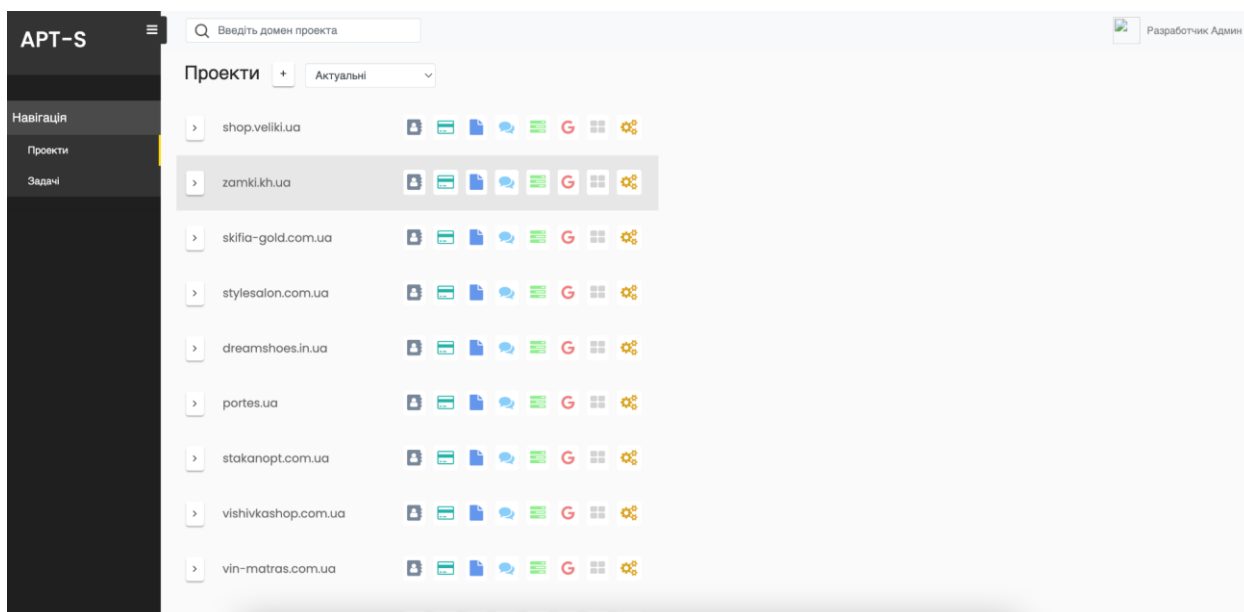 APT-S
Введіть домен проекта
Разработчик Админ
Проекти + Актуальні
Навігація
Проекти
Задачі
shop.veliki.ua
zamki.kh.ua
skifia-gold.com.ua
stylesalon.com.ua
dreamshoes.in.ua
portes.ua
stakanopt.com.ua
vishivkashop.com.ua
vin-matras.com.ua